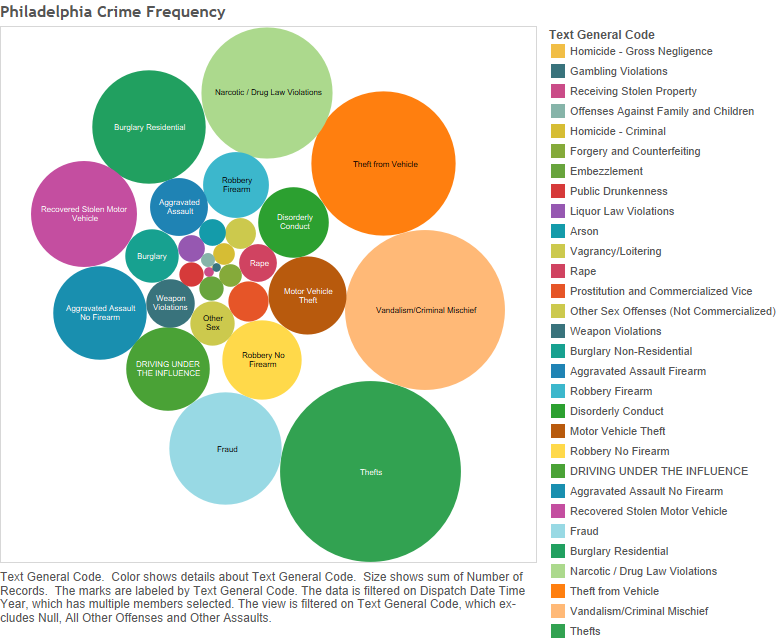 Philadelphia Crime Frequency
Narcotic / Drug Law Violations
Burglary Residential
Theft from Vehicle
Robbery
Firearm
Aggravated
Assault
Recovered Stolen Motor
Vehicle
Disorderly
Conduct
Burglary
Rape
Motor Vehicle
Theft
Weapon
Violations
Aggravated Assault
No Firearm
Vandalism/Criminal Mischief
Other
Sex
Robbery No
Firearm
DRIVING UNDER
THE INFLUENCE
Fraud
Thefts
Text General Code
Homicide - Gross Negligence
Gambling Violations
Receiving Stolen Property
Offenses Against Family and Children
Homicide - Criminal
Forgery and Counterfeiting
Embezzlement
Public Drunkenness
Liquor Law Violations
Arson
Vagrancy/Loitering
Rape
Prostitution and Commercialized Vice
Other Sex Offenses (Not Commercialized)
Weapon Violations
Burglary Non-Residential
Aggravated Assault Firearm
Robbery Firearm
Disorderly Conduct
Motor Vehicle Theft
Robbery No Firearm
DRIVING UNDER THE INFLUENCE
Aggravated Assault No Firearm
Recovered Stolen Motor Vehicle
Fraud
Burglary Residential
Narcotic / Drug Law Violations
Theft from Vehicle
Vandalism/Criminal Mischief
Thefts
Text General Code.  Color shows details about Text General Code.  Size shows sum of Number of
Records.  The marks are labeled by Text General Code. The data is filtered on Dispatch Date Time
Year, which has multiple members selected. The view is filtered on Text General Code, which ex-
cludes Null, All Other Offenses and Other Assaults.